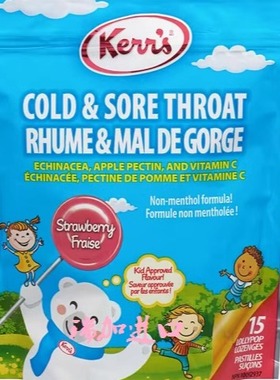 Kerr's
COLD & SORE THROAT
RHUME & MAL DE GORGE
ECHINACEA, APPLE PECTIN, AND VITAMIN C
ÉCHINACÉE, PECTINE DE POMME ET VITAMINE C
Non-menthol formula!
Formule non mentholée!
Strawberry
Fraise
Kid Approved
Flavour!
Saveur approuvée
par les enfants!
Kerr's
15
LOLLYPOP
LOZENGES
PASTILLES
SUÇONS